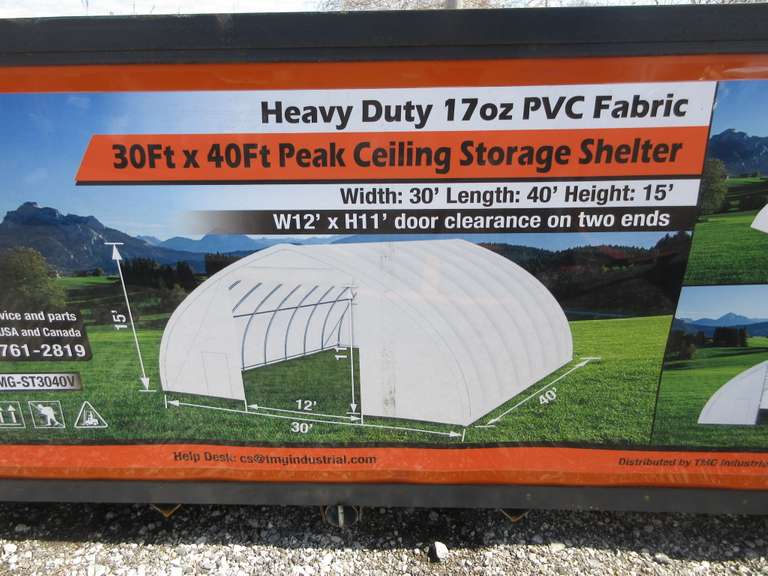 Heavy Duty 17oz PVC Fabric
30Ft x 40Ft Peak Ceiling Storage Shelter
Width: 30' Length: 40' Height: 15'
W12' x H11' door clearance on two ends
15'
11'
12'
30'
40'
vice and parts
USA and Canada
761-2819
MG-ST3040V
Help Desk: cs@tmgindustrial.com
Distributed by TMG Industria